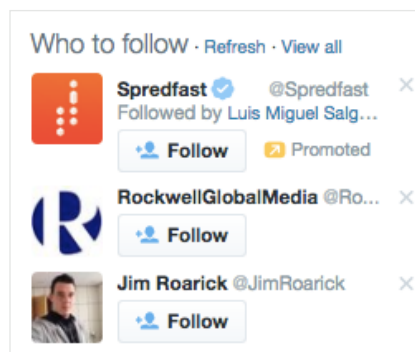 Who to follow · Refresh · View all
Spredfast @Spredfast
Followed by Luis Miguel Salg...
Follow Promoted
RockwellGlobalMedia @Ro...
Follow
Jim Roarick @JimRoarick
Follow